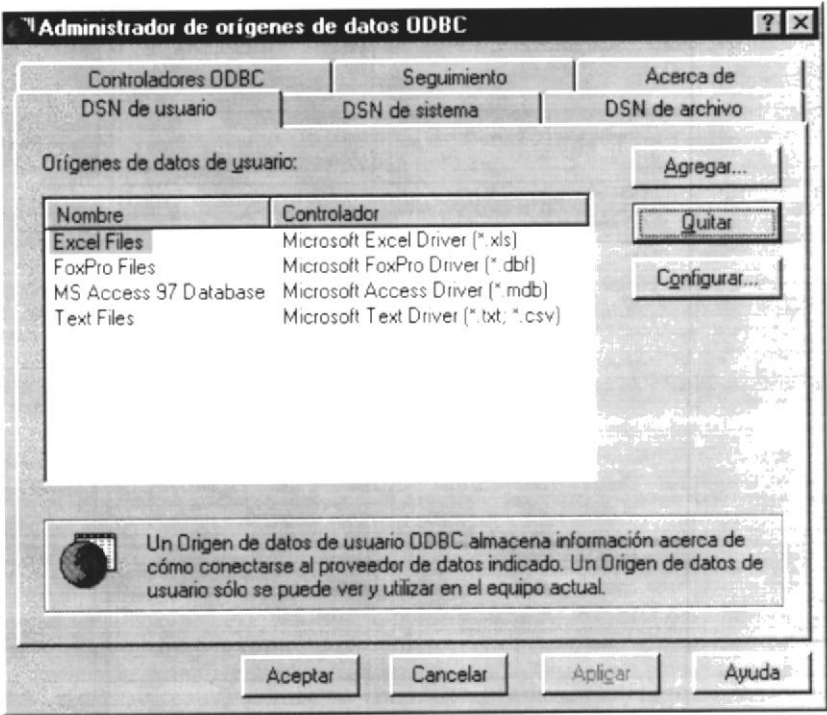 Administrador de orígenes de datos ODBC
Controladores ODBC Seguimiento Acerca de
DSN de usuario DSN de sistema DSN de archivo
Orígenes de datos de usuario:
Agregar...
Quitar
Configurar...
Nombre Controlador
Excel Files Microsoft Excel Driver (*.xls)
FoxPro Files Microsoft FoxPro Driver (*.dbf)
MS Access 97 Database Microsoft Access Driver (*.mdb)
Text Files Microsoft Text Driver (*.txt; *.csv)
Un Origen de datos de usuario ODBC almacena información acerca de
cómo conectarse al proveedor de datos indicado. Un Origen de datos de
usuario sólo se puede ver y utilizar en el equipo actual.
Aceptar Cancelar Aplicar Ayuda